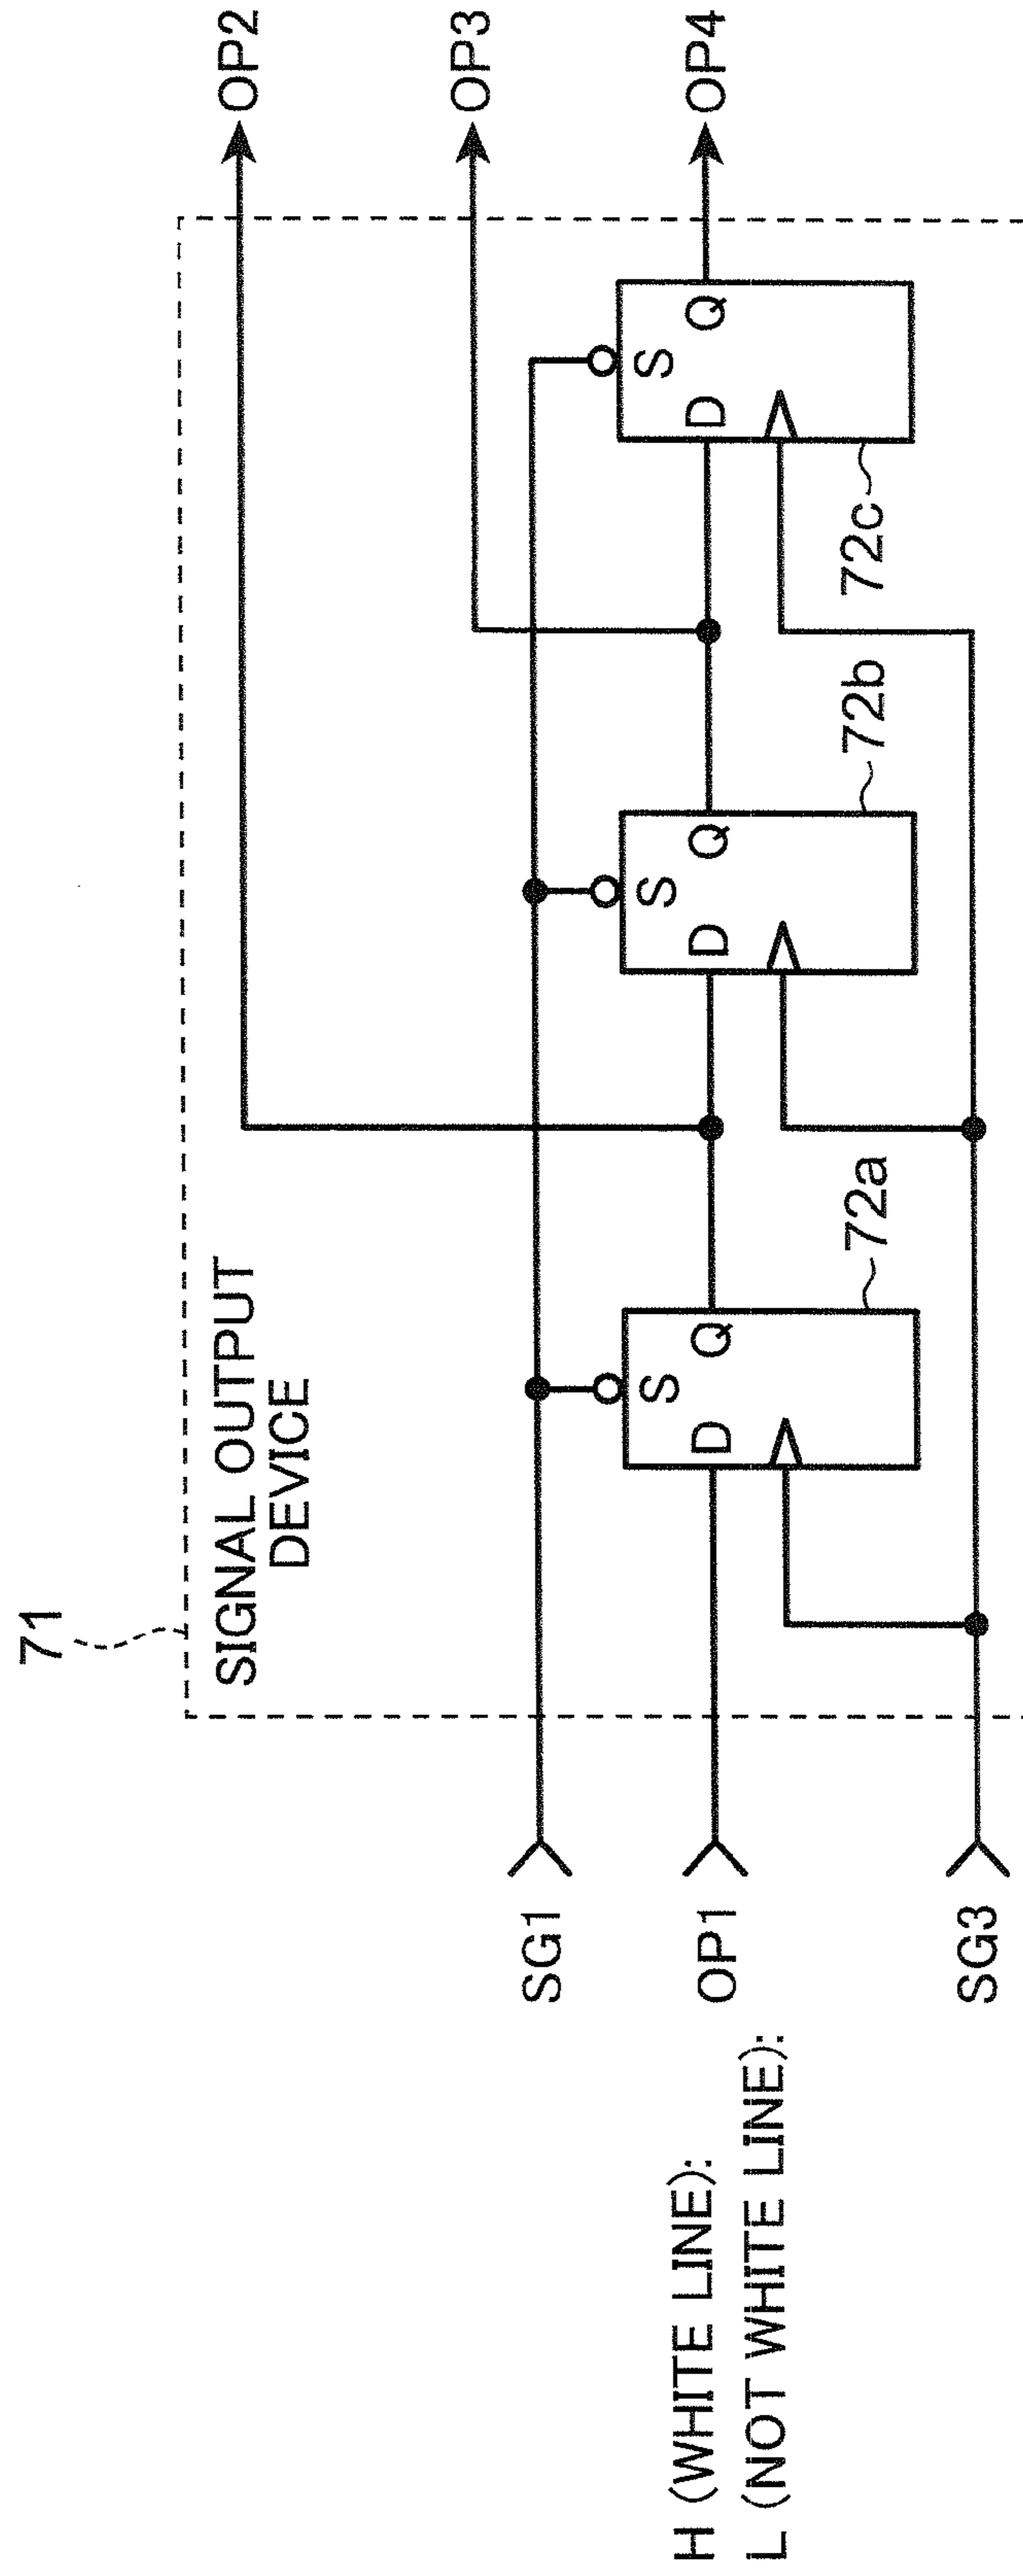 71
SIGNAL OUTPUT
DEVICE
OP2
OP3
OP4
SG1
H (WHITE LINE):
L (NOT WHITE LINE):
OP1
SG3
D
S
Q
72a
D
S
Q
72b
D
S
Q
72c